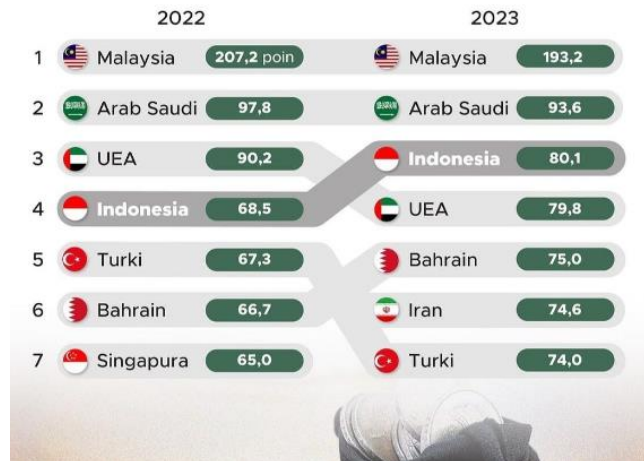 2022 2023
1 Malaysia 207,2 poin Malaysia 193,2
2 Arab Saudi 97,8 Arab Saudi 93,6
3 UEA 90,2 Indonesia 80,1
4 Indonesia 68,5 UEA 79,8
5 Turki 67,3 Bahrain 75,0
6 Bahrain 66,7 Iran 74,6
7 Singapura 65,0 Turki 74,0